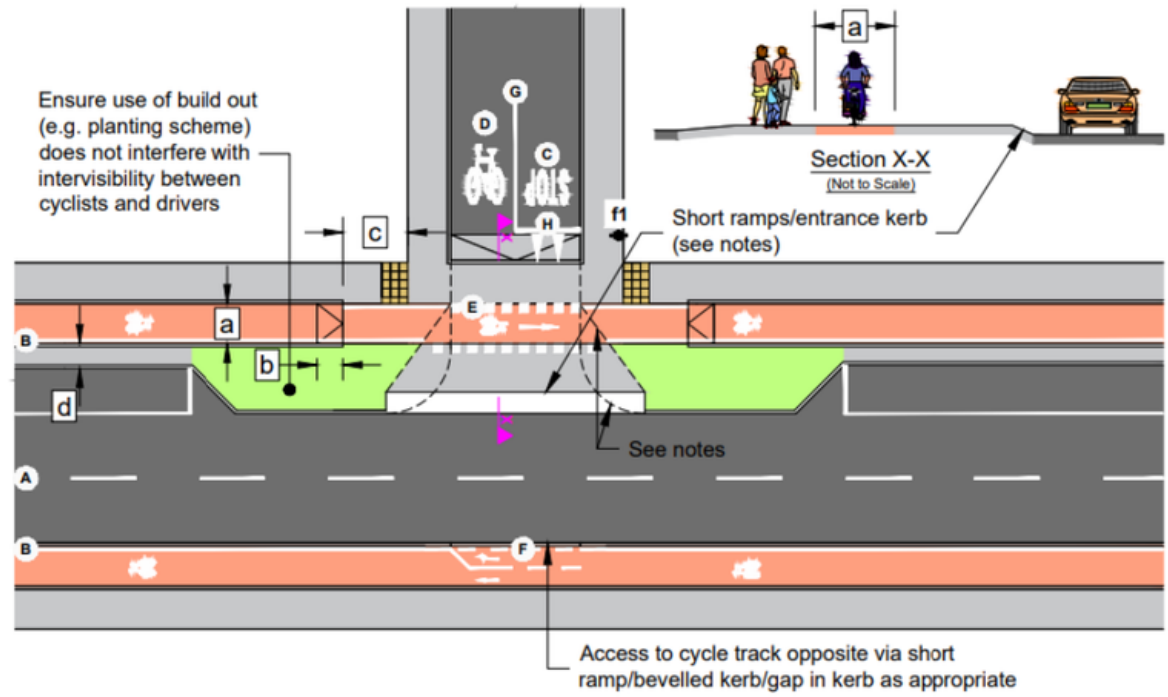 Ensure use of build out
(e.g. planting scheme)
does not interfere with
intervisibility between
cyclists and drivers
G
D
C
H
f1
a
Section X-X
(Not to Scale)
Short ramps/entrance kerb
(see notes)
c
x
E
a
B
b
d
x
See notes
A
B
F
Access to cycle track opposite via short
ramp/bevelled kerb/gap in kerb as appropriate